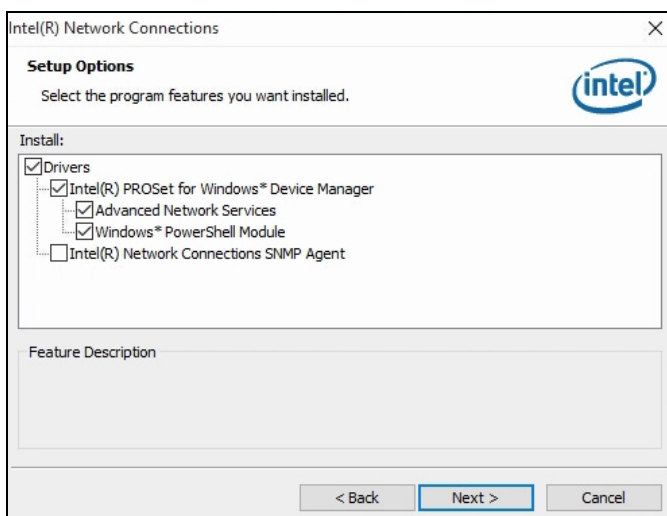 Intel(R) Network Connections
Setup Options
Select the program features you want installed.
intel
Install:
Drivers
Intel(R) PROSet for Windows* Device Manager
Advanced Network Services
Windows* PowerShell Module
Intel(R) Network Connections SNMP Agent
Feature Description
< Back Next > Cancel